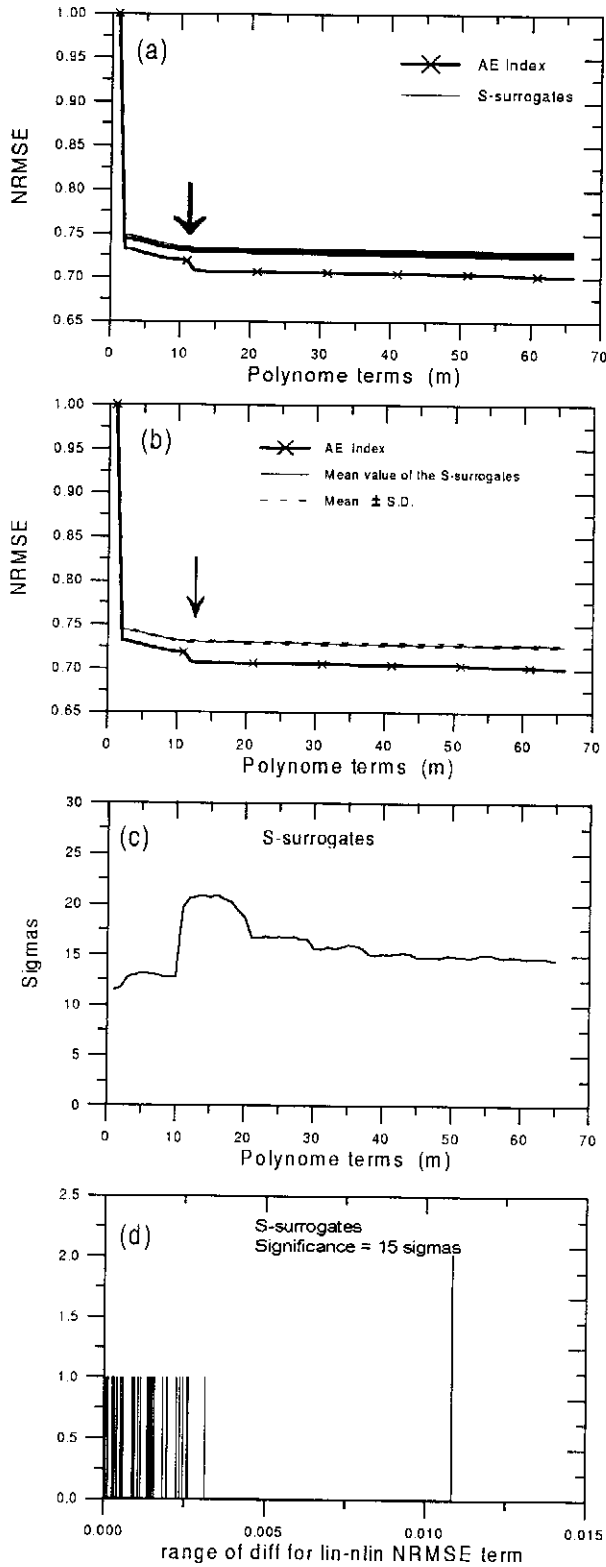 1.00
(a)
AE Index
S-surrogates
0.95
0.90
0.85
0.80
0.75
0.70
0.65
NRMSE
0 10 20 30 40 50 60 70
Polynome terms (m)
1.00
(b)
AE Index
Mean value of the S-surrogates
Mean ± S.D.
0.95
0.90
0.85
0.80
0.75
0.70
0.65
NRMSE
0 10 20 30 40 50 60 70
Polynome terms (m)
30
(c)
S-surrogates
25
20
15
10
5
0
Sigmas
0 10 20 30 40 50 60 70
Polynome terms (m)
2.5
(d)
S-surrogates
Significance = 15 sigmas
2.0
1.5
1.0
0.5
0.0
0.000 0.005 0.010 0.015
range of diff for lin-nlin NRMSE term